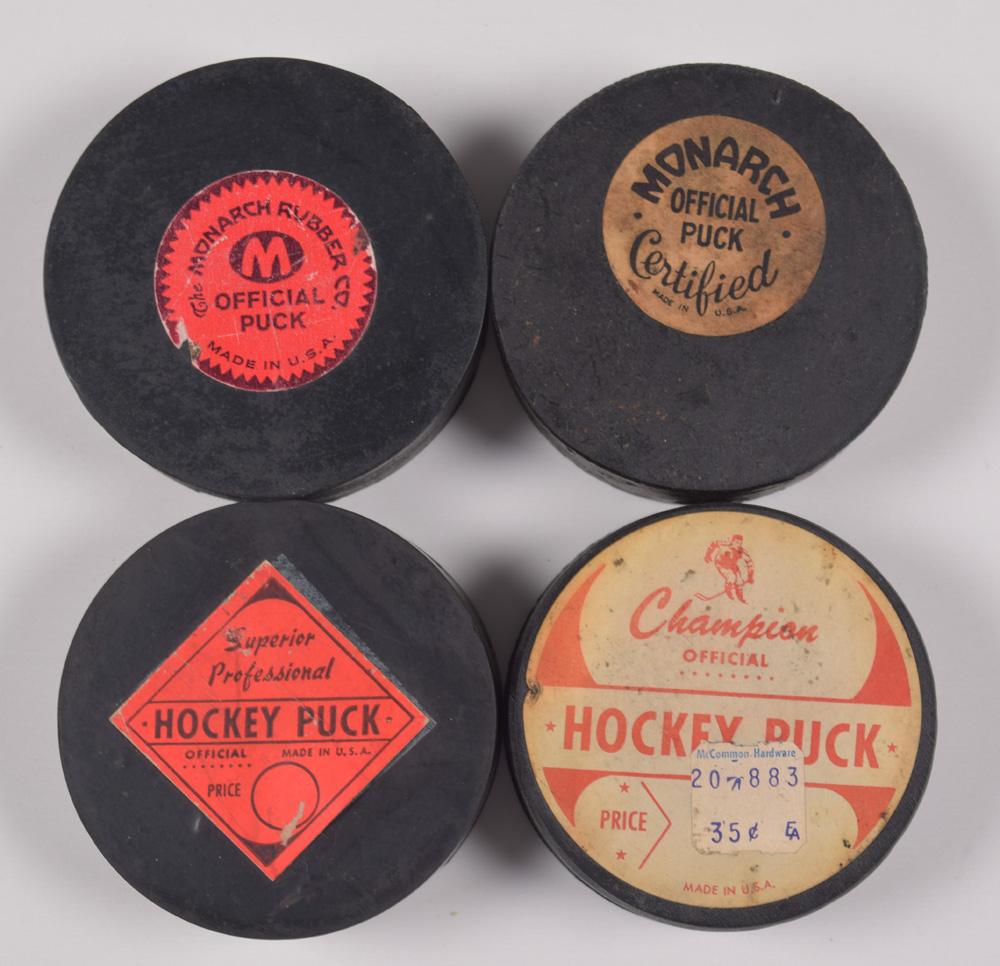 The MONARCH RUBBER CO.
M
OFFICIAL
PUCK
MADE IN U.S.A.
MONARCH
OFFICIAL
PUCK
Certified
MADE IN U.S.A.
Superior
Professional
HOCKEY PUCK
OFFICIAL MADE IN U.S.A.
PRICE
Champion
OFFICIAL
HOCKEY PUCK
McCommon Hardware
20-883
35¢ EA
PRICE
MADE IN U.S.A.